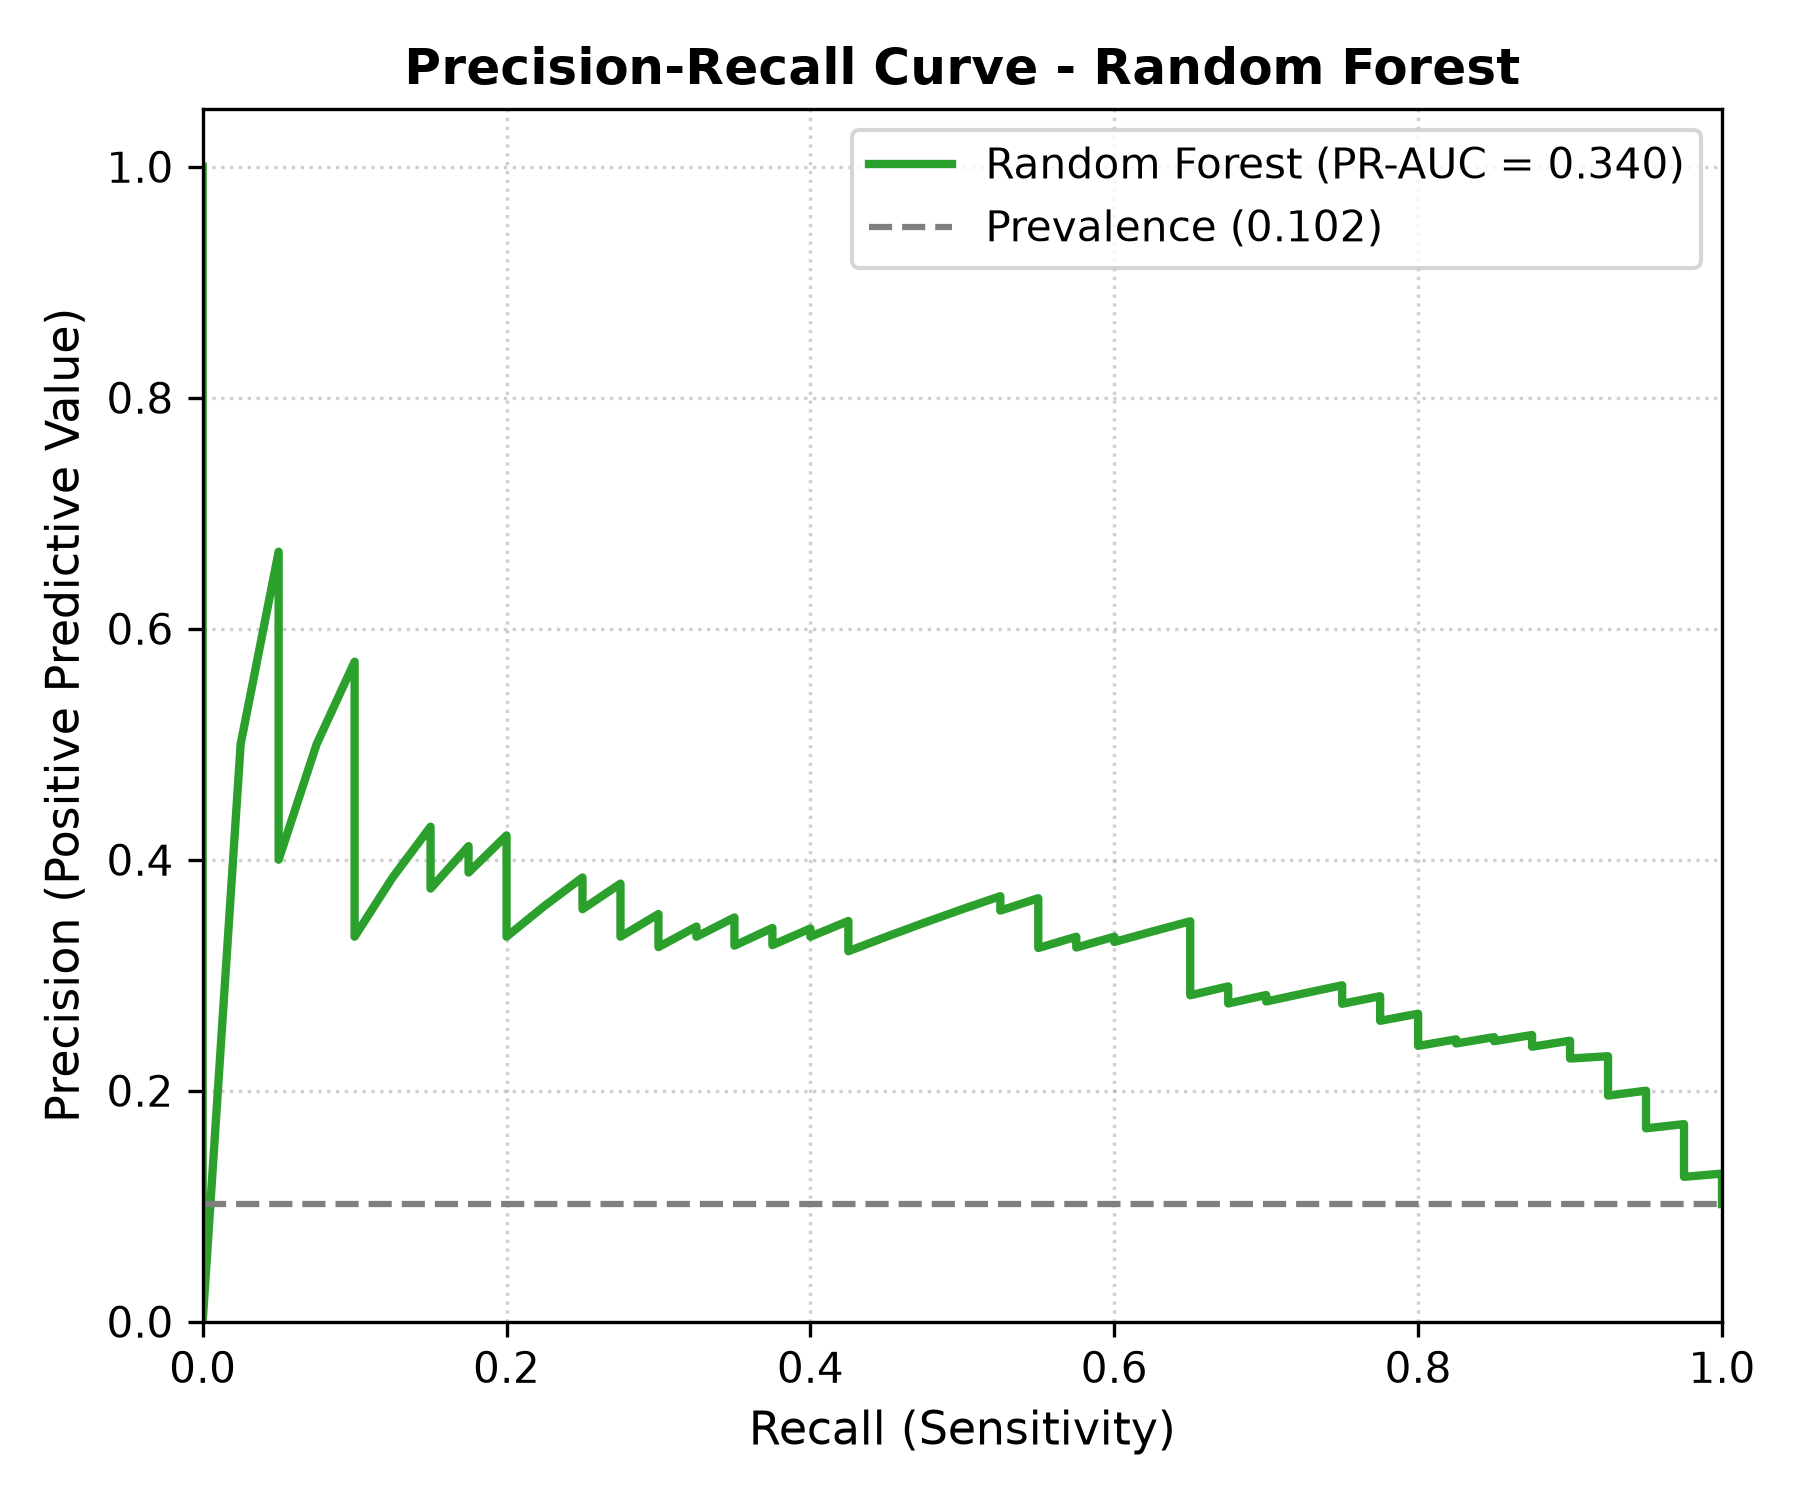 Precision-Recall Curve - Random Forest
Random Forest (PR-AUC = 0.340)
Prevalence (0.102)
Precision (Positive Predictive Value)
1.0
0.8
0.6
0.4
0.2
0.0
0.0 0.2 0.4 0.6 0.8 1.0
Recall (Sensitivity)